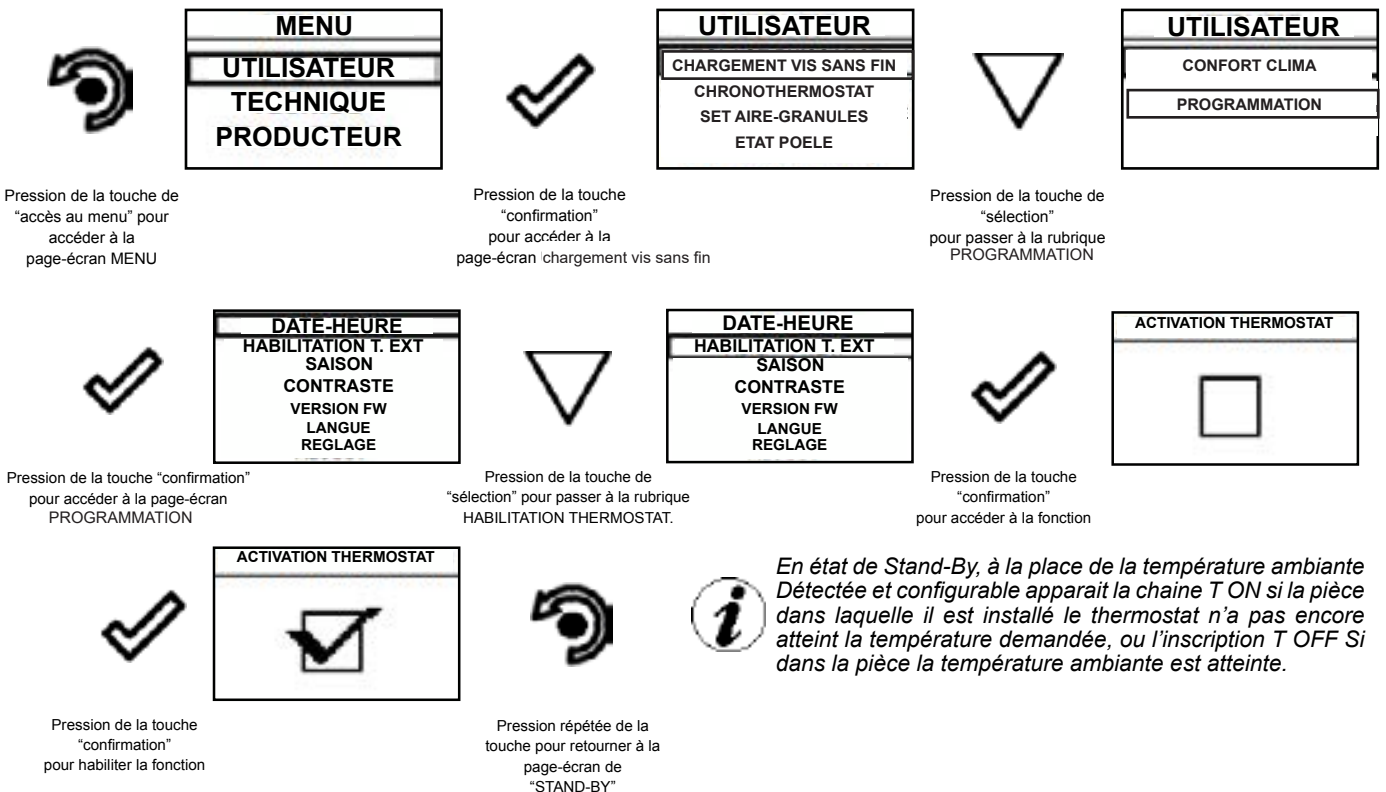 MENU
UTILISATEUR
TECHNIQUE
PRODUCTEUR
UTILISATEUR
CHARGEMENT VIS SANS FIN
CHRONOTHERMOSTAT
SET AIRE-GRANULES
ETAT POELE
UTILISATEUR
CONFORT CLIMA
PROGRAMMATION
Pression de la touche de
“accès au menu” pour
accéder à la
page-écran MENU
Pression de la touche
“confirmation”
pour accéder à la
page-écran chargement vis sans fin
Pression de la touche de
“sélection”
pour passer à la rubrique
PROGRAMMATION
DATE-HEURE
HABILITATION T. EXT
SAISON
CONTRASTE
VERSION FW
LANGUE
REGLAGE
DATE-HEURE
HABILITATION T. EXT
SAISON
CONTRASTE
VERSION FW
LANGUE
REGLAGE
ACTIVATION THERMOSTAT
Pression de la touche “confirmation”
pour accéder à la page-écran
PROGRAMMATION
Pression de la touche de
“sélection” pour passer à la rubrique
HABILITATION THERMOSTAT.
Pression de la touche
“confirmation”
pour accéder à la fonction
ACTIVATION THERMOSTAT
Pression de la touche
“confirmation”
pour habiliter la fonction
Pression répétée de la
touche pour retourner à la
page-écran de
“STAND-BY”
En état de Stand-By, à la place de la température ambiante
Détectée et configurable apparait la chaine T ON si la pièce
dans laquelle il est installé le thermostat n’a pas encore
atteint la température demandée, ou l’inscription T OFF Si
dans la pièce la température ambiante est atteinte.